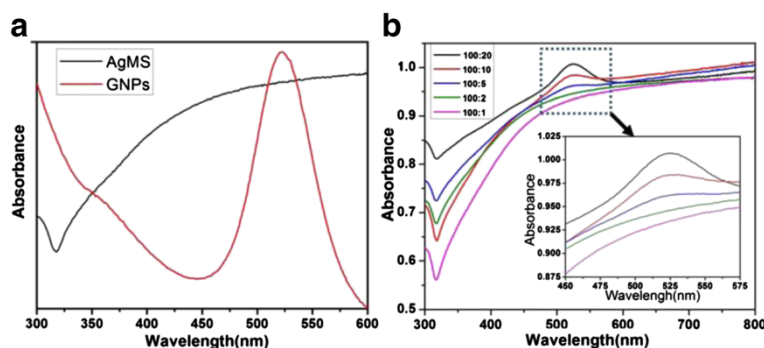 a
AgMS
GNPs
Absorbance
300 350 400 450 500 550 600
Wavelength(nm)
b
100:20
100:10
100:5
100:2
100:1
Absorbance
1.0
0.9
0.8
0.7
0.6
0.5
300 400 500 600 700 800
Wavelength(nm)
Absorbance
1.025
1.000
0.975
0.950
0.925
0.900
0.875
450 475 500 525 550 575
Wavelengh(nm)